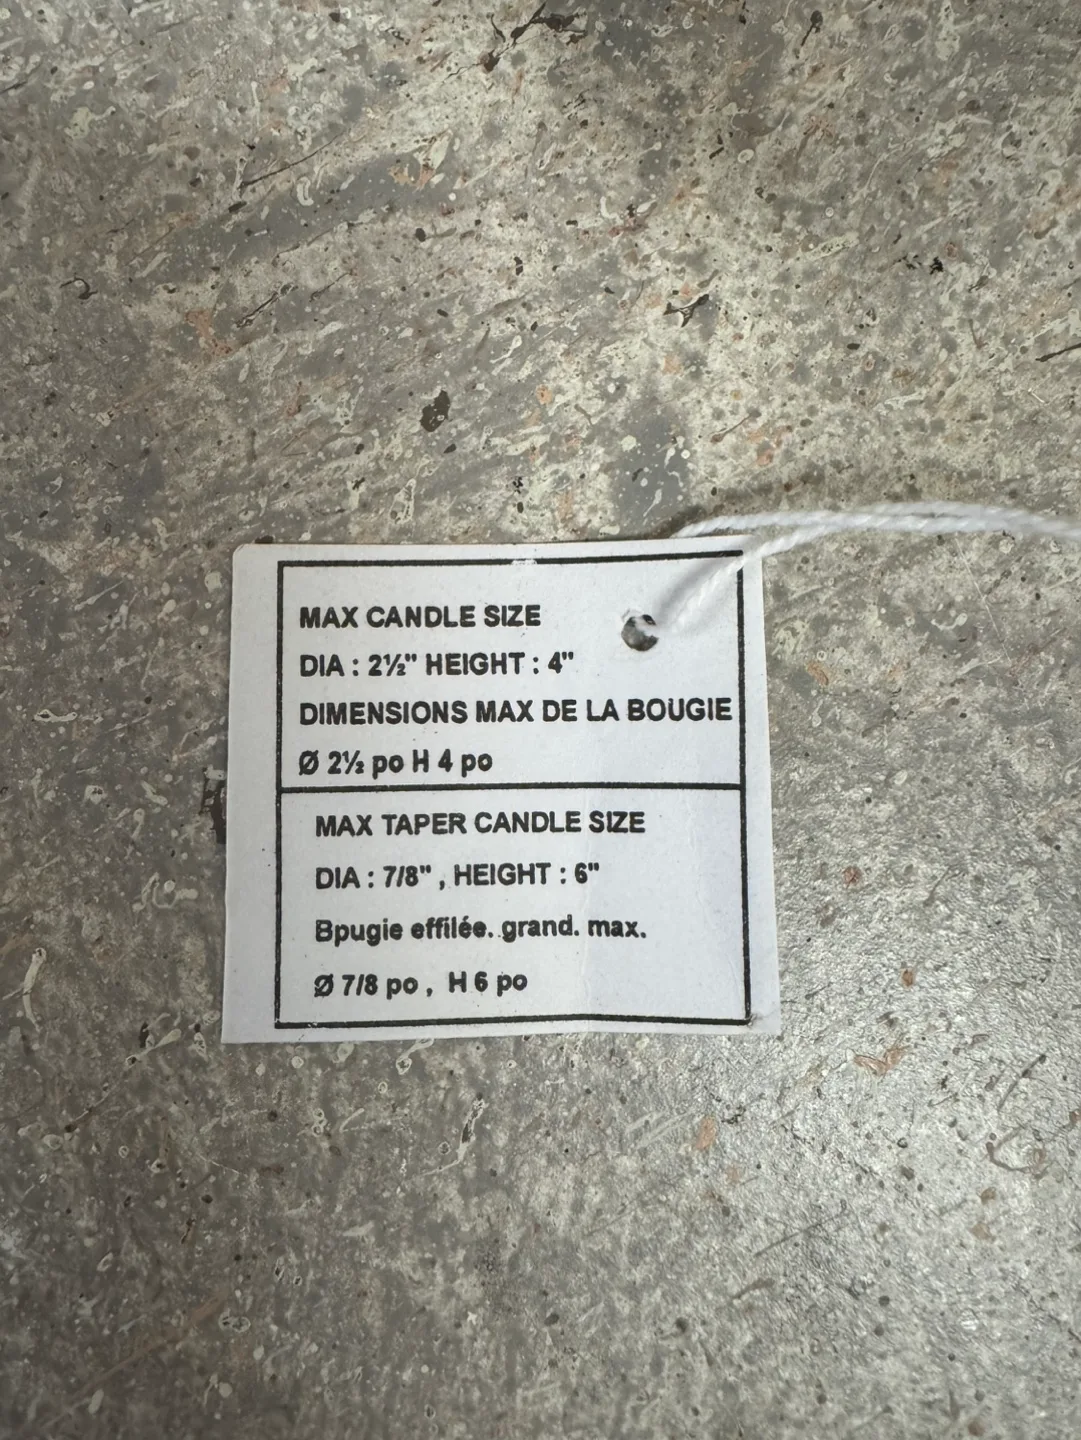 MAX CANDLE SIZE
DIA : 2½" HEIGHT : 4"
DIMENSIONS MAX DE LA BOUGIE
Ø 2½ po H 4 po
MAX TAPER CANDLE SIZE
DIA : 7/8" , HEIGHT : 6"
Bpugie effilée. grand. max.
Ø 7/8 po , H 6 po